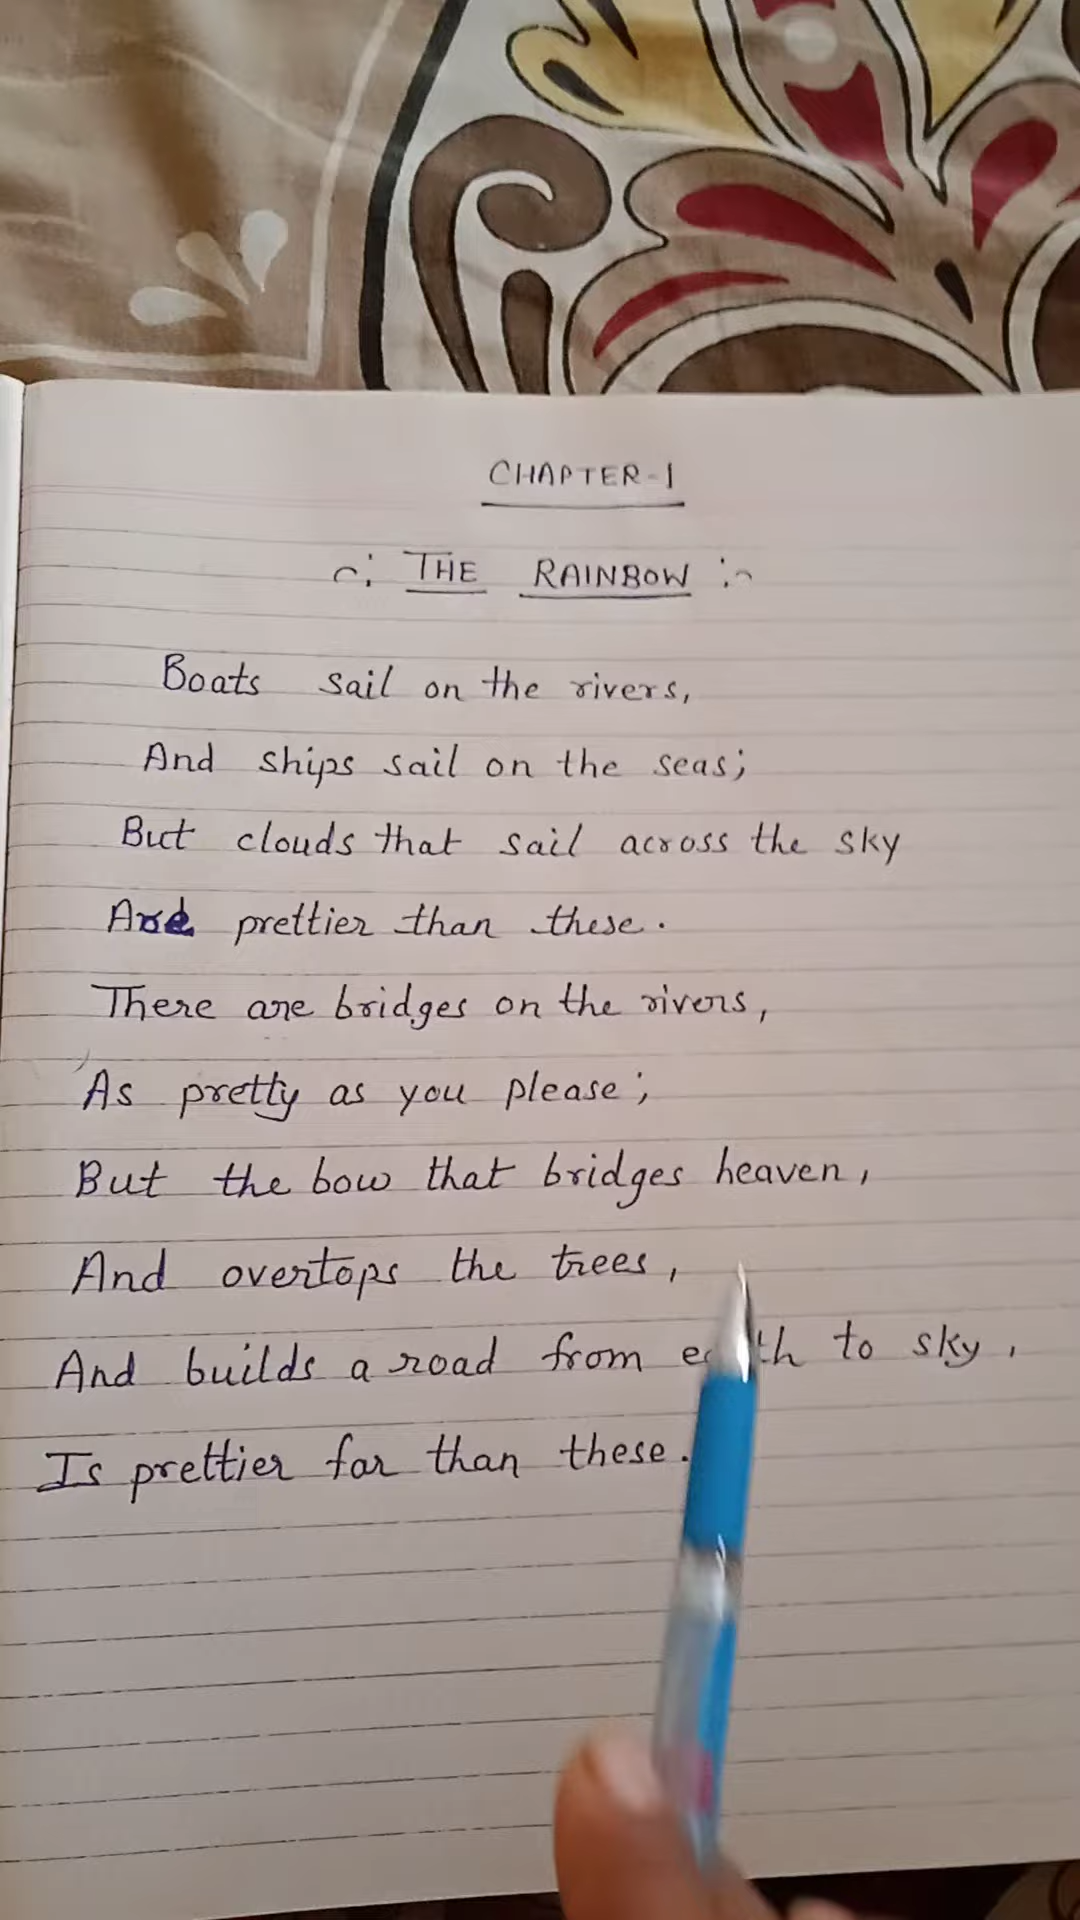 CHAPTER-1
THE RAINBOW
Boats sail on the rivers,
And ships sail on the seas;
But clouds that sail across the sky
Are prettier than these.
There are bridges on the rivers,
As pretty as you please;
But the bow that bridges heaven,
And overtops the trees,
And builds a road from earth to sky,
Is prettier far than these.